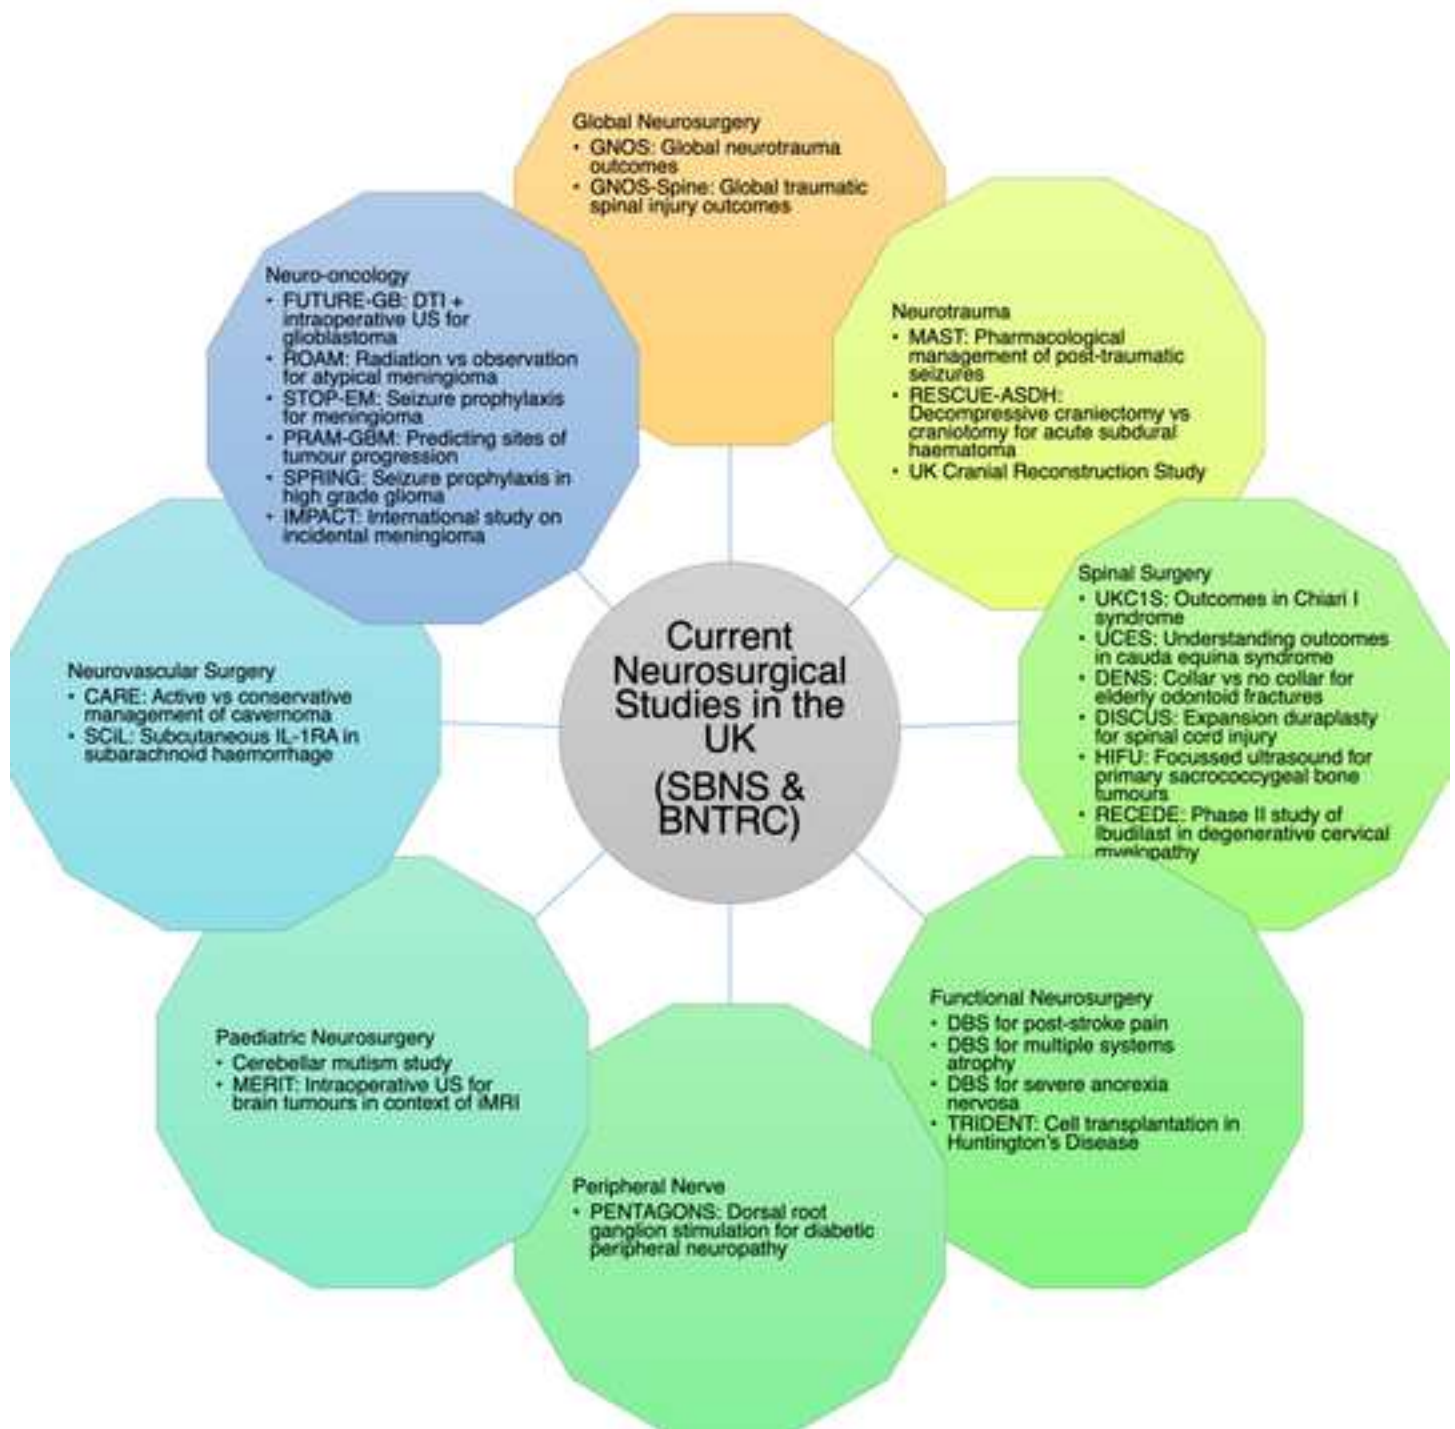 Global Neurosurgery
• GNOS: Global neurotrauma
outcomes
• GNOS-Spine: Global traumatic
spinal injury outcomes
Neurotrauma
• MAST: Pharmacological
management of post-traumatic
seizures
• RESCUE-ASDH:
Decompressive craniectomy vs
craniotomy for acute subdural
haematoma
• UK Cranial Reconstruction Study
Spinal Surgery
• UKC1S: Outcomes in Chiari I
syndrome
• UCES: Understanding outcomes
in cauda equina syndrome
• DENS: Collar vs no collar for
elderly odontoid fractures
• DISCUS: Expansion duraplasty
for spinal cord injury
• HIFU: Focussed ultrasound for
primary sacrococcygeal bone
tumours
• RECEDE: Phase II study of
Ibudilast in degenerative cervical
myelopathy
Functional Neurosurgery
• DBS for post-stroke pain
• DBS for multiple systems
atrophy
• DBS for severe anorexia
nervosa
• TRIDENT: Cell transplantation in
Huntington's Disease
Peripheral Nerve
• PENTAGONS: Dorsal root
ganglion stimulation for diabetic
peripheral neuropathy
Paediatric Neurosurgery
• Cerebellar mutism study
• MERIT: Intraoperative US for
brain tumours in context of iMRI
Neurovascular Surgery
• CARE: Active vs conservative
management of cavernoma
• SCiL: Subcutaneous IL-1RA in
subarachnoid haemorrhage
Neuro-oncology
• FUTURE-GB: DTI +
intraoperative US for
glioblastoma
• ROAM: Radiation vs observation
for atypical meningioma
• STOP-EM: Seizure prophylaxis
for meningioma
• PRAM-GBM: Predicting sites of
tumour progression
• SPRING: Seizure prophylaxis in
high grade glioma
• IMPACT: International study on
incidental meningioma
Current
Neurosurgical
Studies in the
UK
(SBNS &
BNTRC)